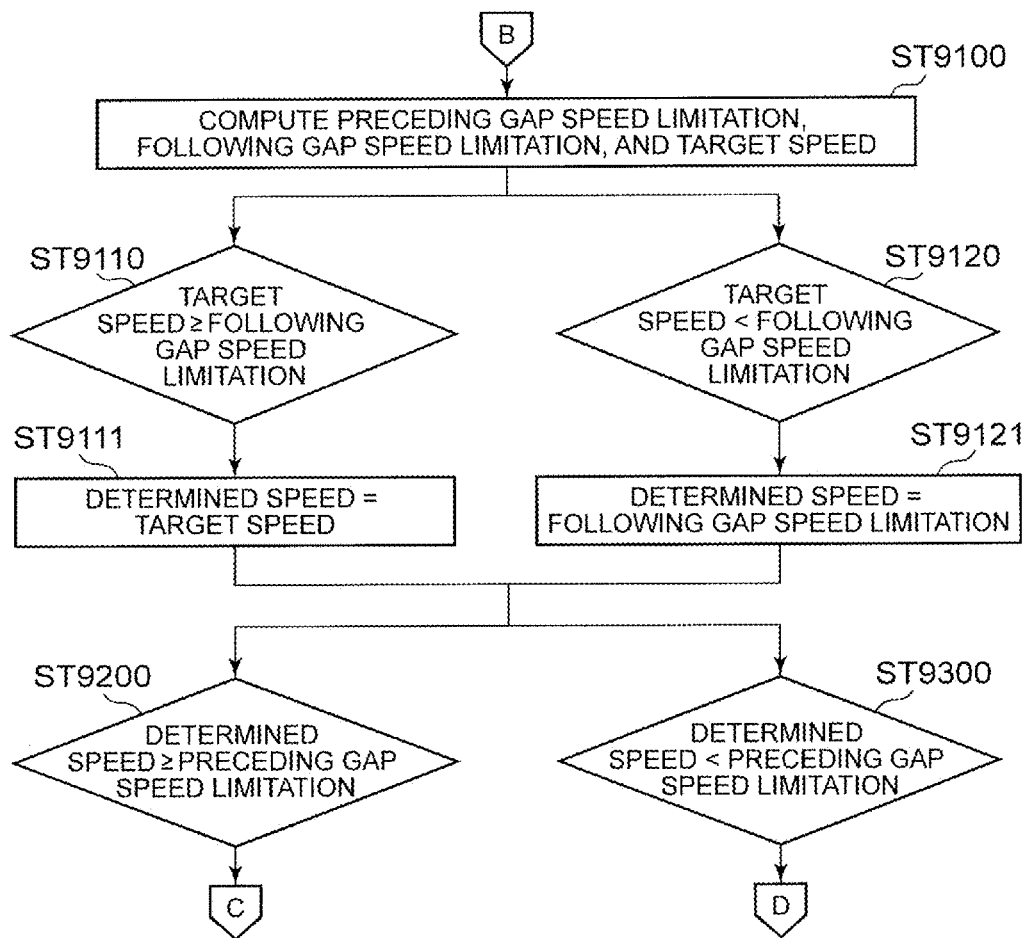 B
ST9100
COMPUTE PRECEDING GAP SPEED LIMITATION,
FOLLOWING GAP SPEED LIMITATION, AND TARGET SPEED
ST9110
TARGET
SPEED ≥ FOLLOWING
GAP SPEED
LIMITATION
ST9120
TARGET
SPEED < FOLLOWING
GAP SPEED
LIMITATION
ST9111
DETERMINED SPEED =
TARGET SPEED
ST9121
DETERMINED SPEED =
FOLLOWING GAP SPEED LIMITATION
ST9200
DETERMINED
SPEED ≥ PRECEDING GAP
SPEED LIMITATION
ST9300
DETERMINED
SPEED < PRECEDING GAP
SPEED LIMITATION
C
D